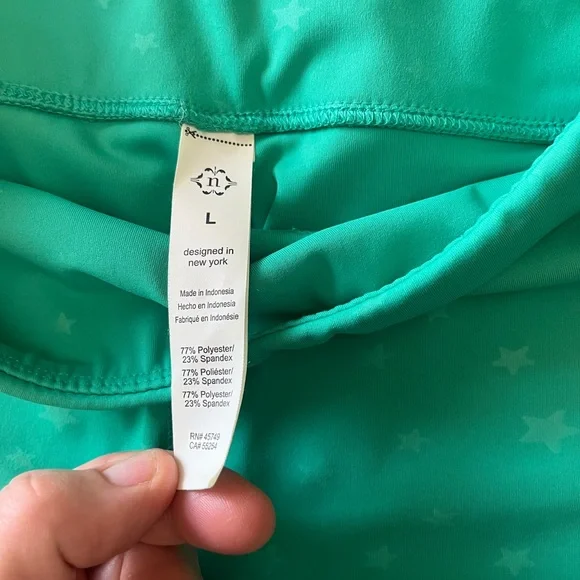 n
L
designed in
new york
Made in Indonesia
Hecho en Indonesia
Fabriqué en Indonésie
77% Polyester/
23% Spandex
77% Poliéster/
23% Spandex
77% Polyester/
23% Spandex
RN# 45749
CA# 55254